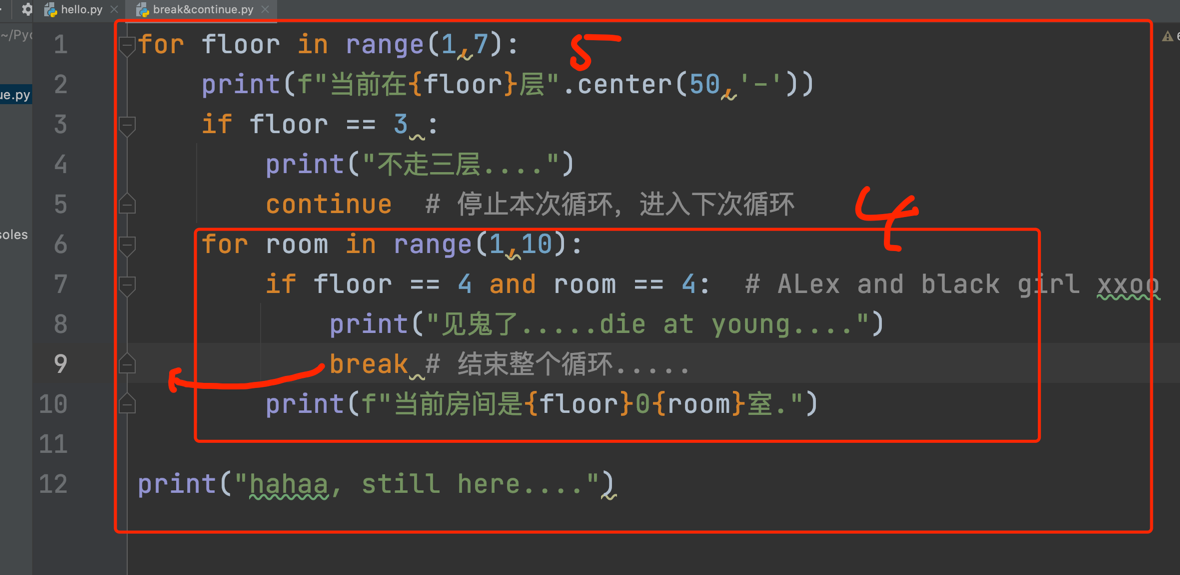 hello.py break&continue.py
~/Pyc
1 for floor in range(1,7):
5
2 print(f"当前在{floor}层".center(50,'-'))
ue.py
3 if floor == 3 :
4 print("不走三层....")
5 continue # 停止本次循环，进入下次循环
4
soles
6 for room in range(1,10):
7 if floor == 4 and room == 4: # ALex and black girl xxoo
8 print("见鬼了.....die at young....")
9 break # 结束整个循环.....
10 print(f"当前房间是{floor}0{room}室.")
11
12 print("hahaa, still here....")